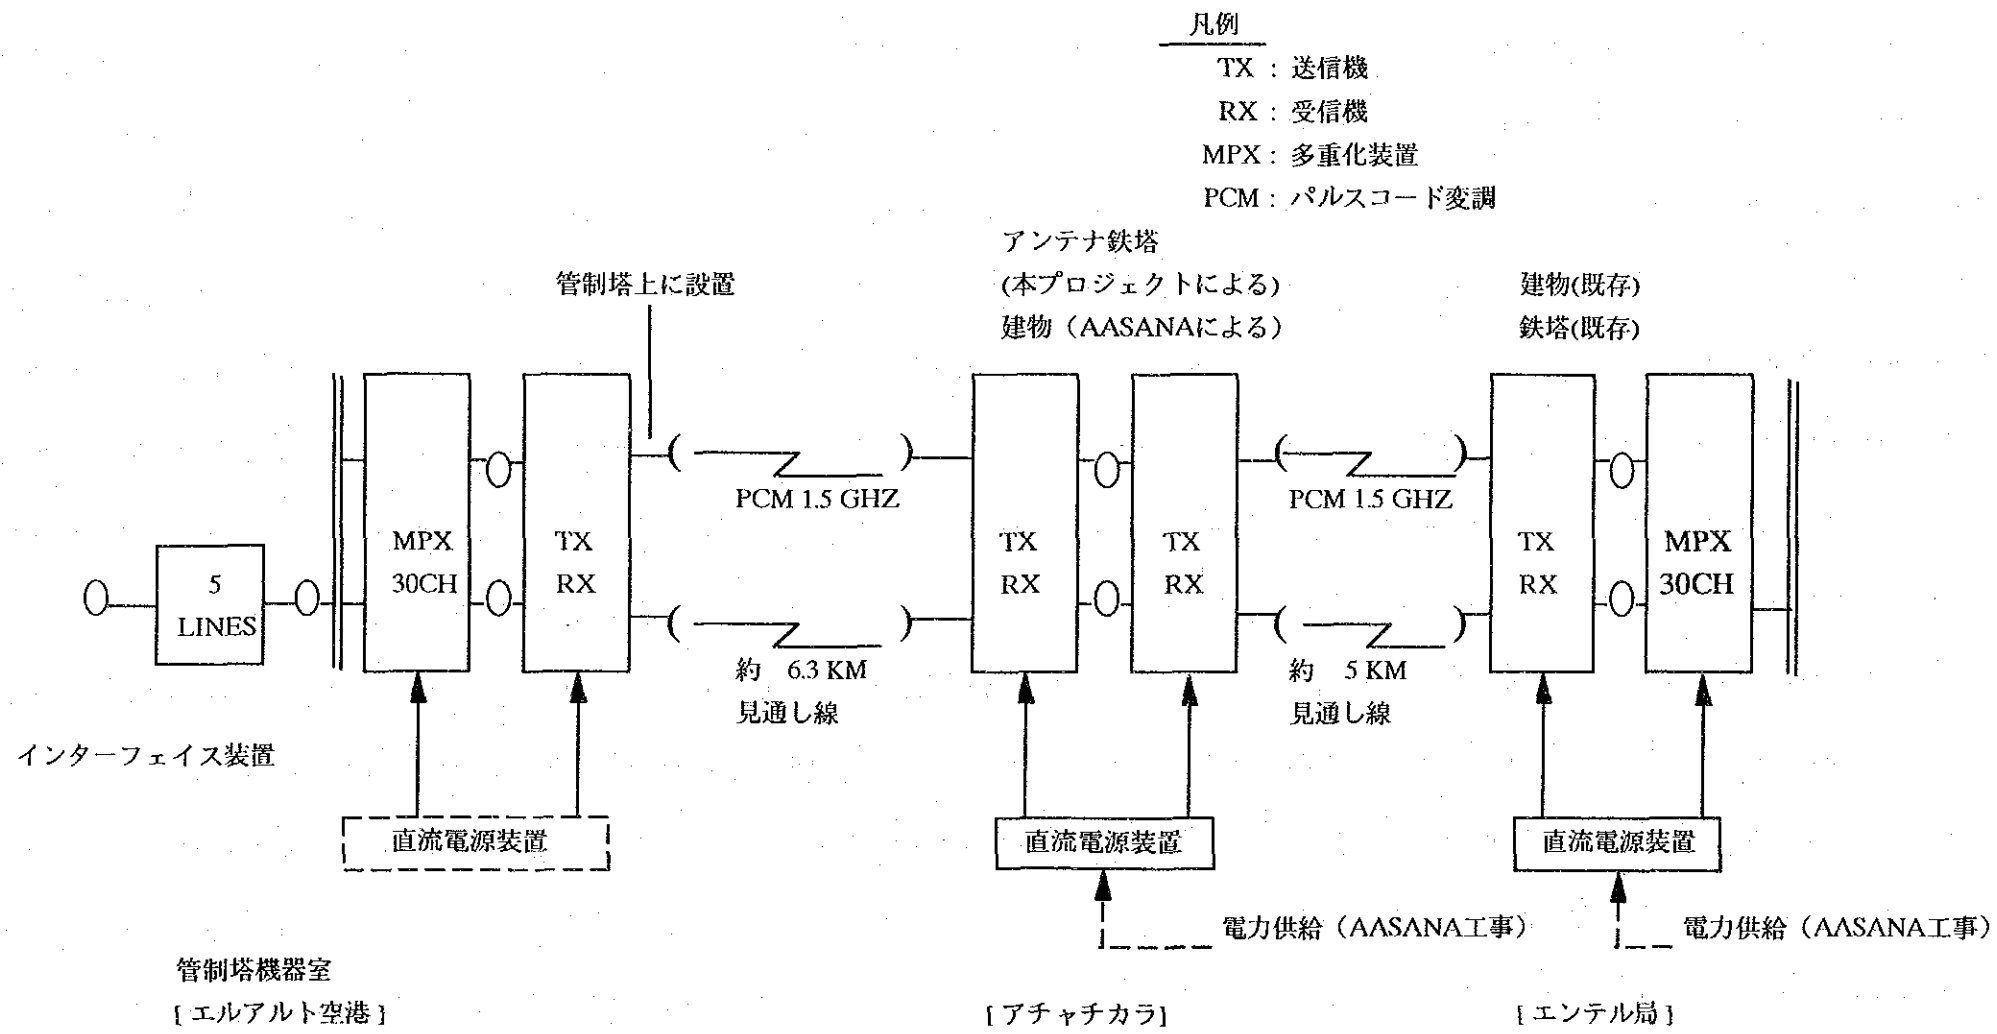 凡例
TX : 送信機
RX : 受信機
MPX : 多重化装置
PCM : パルスコード変調
アンテナ鉄塔
(本プロジェクトによる)
建物（AASANAによる）
管制塔上に設置
建物(既存)
鉄塔(既存)
PCM 1.5 GHZ
PCM 1.5 GHZ
5
LINES
MPX
30CH
TX
RX
TX
RX
TX
RX
TX
RX
MPX
30CH
約 6.3 KM
見通し線
約 5 KM
見通し線
インターフェイス装置
直流電源装置
直流電源装置
直流電源装置
電力供給（AASANA工事）
電力供給（AASANA工事）
管制塔機器室
[ エルアルト空港 ]
[ アチャチカラ]
[ エンテル局 ]